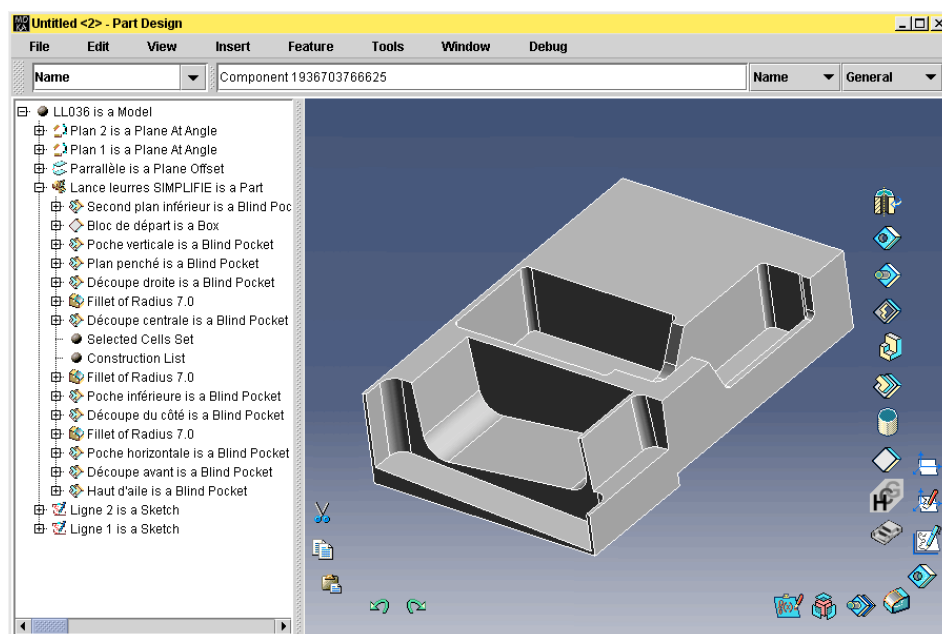 MO
KA Untitled <2> - Part Design
File Edit View Insert Feature Tools Window Debug
Name Component 1936703766625 Name General
LL036 is a Model
Plan 2 is a Plane At Angle
Plan 1 is a Plane At Angle
Parrallèle is a Plane Offset
Lance leurres SIMPLIFIE is a Part
Second plan inférieur is a Blind Poc
Bloc de départ is a Box
Poche verticale is a Blind Pocket
Plan penché is a Blind Pocket
Découpe droite is a Blind Pocket
Fillet of Radius 7.0
Découpe centrale is a Blind Pocket
Selected Cells Set
Construction List
Fillet of Radius 7.0
Poche inférieure is a Blind Pocket
Découpe du côté is a Blind Pocket
Fillet of Radius 7.0
Poche horizontale is a Blind Pocket
Découpe avant is a Blind Pocket
Haut d'aile is a Blind Pocket
Ligne 2 is a Sketch
Ligne 1 is a Sketch
HCG
f(x)